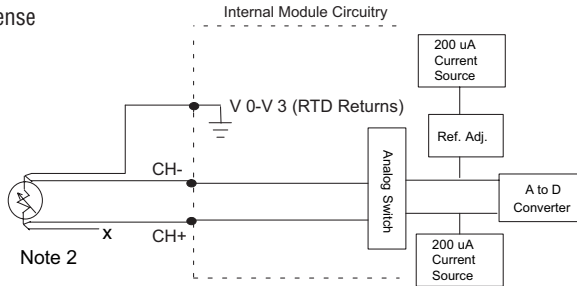 ense
Internal Module Circuitry
200 uA
Current
Source
V 0-V 3 (RTD Returns)
Ref. Adj.
CH-
Analog Switch
A to D
Converter
x
CH+
Note 2
200 uA
Current
Source